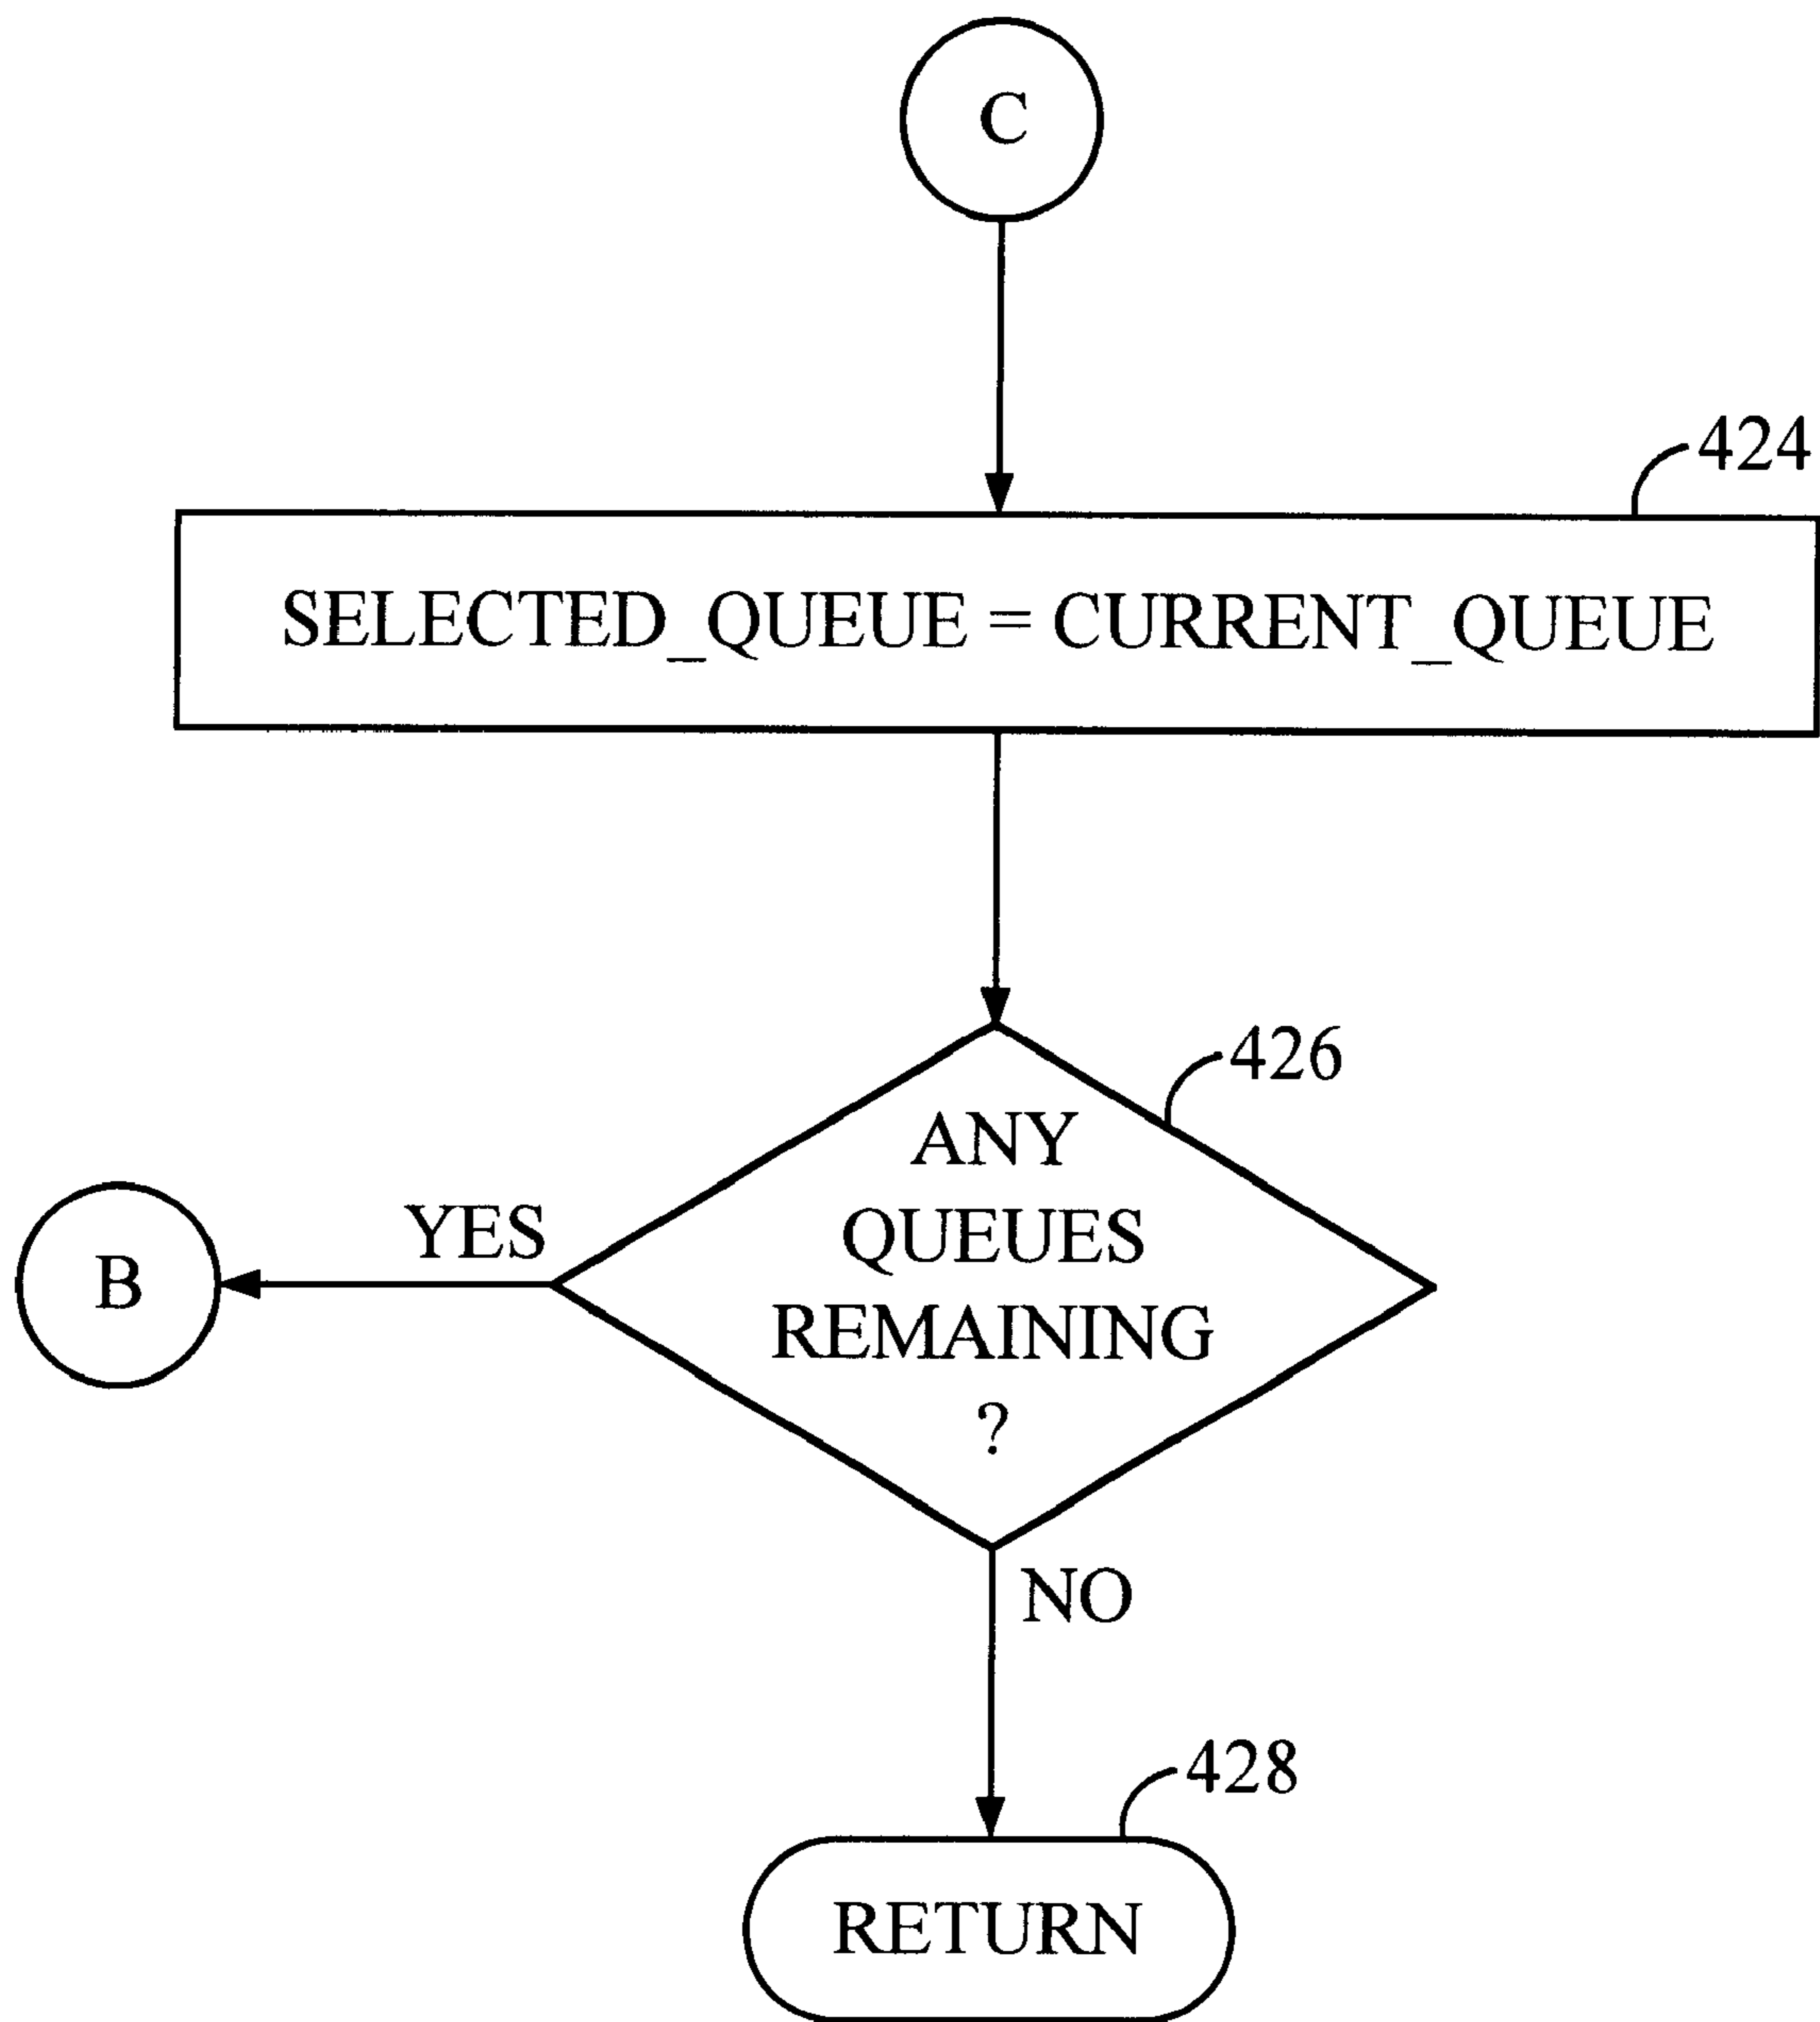 C
424
SELECTED_QUEUE = CURRENT_QUEUE
426
ANY
QUEUES
REMAINING
?
YES
B
NO
428
RETURN